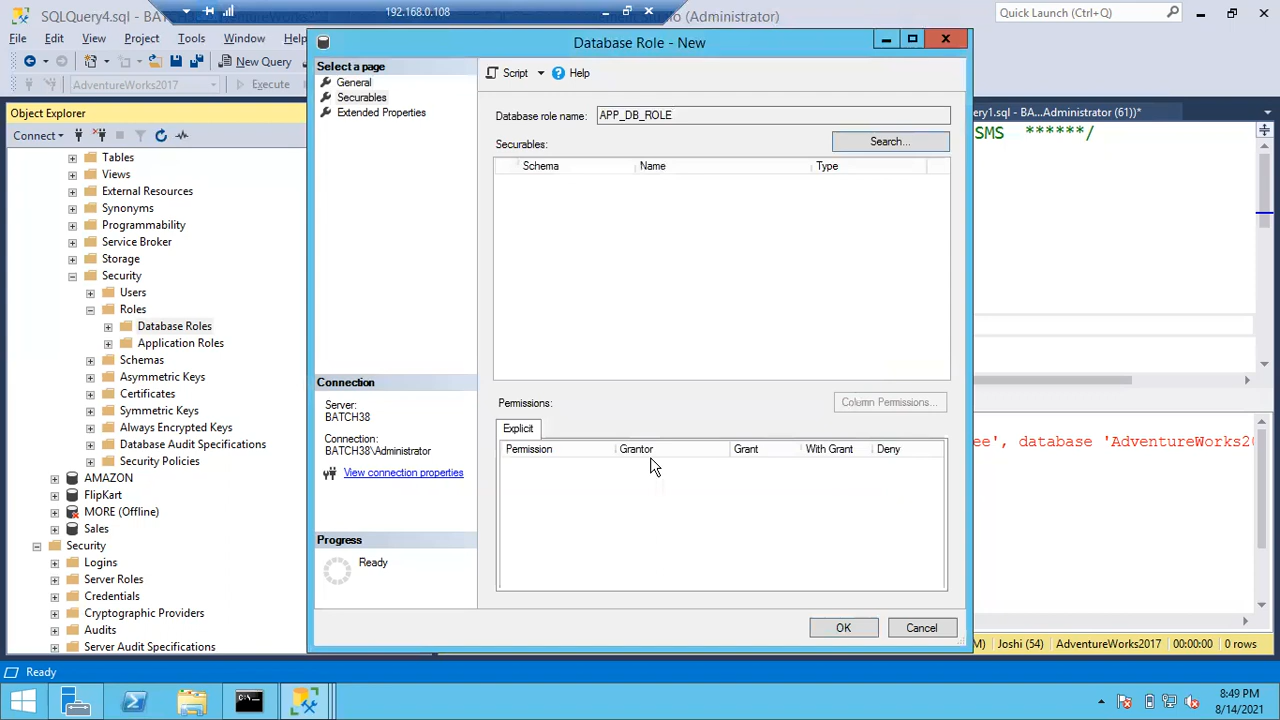 SQLQuery4.sql - BATCH
192.168.0.108
(Administrator)
Quick Launch (Ctrl+Q)
File Edit View Project Tools Window Help
New Query
AdventureWorks2017
Execute
Object Explorer
Connect
Tables
Views
External Resources
Synonyms
Programmability
Service Broker
Storage
Security
Users
Roles
Database Roles
Application Roles
Schemas
Asymmetric Keys
Certificates
Symmetric Keys
Always Encrypted Keys
Database Audit Specifications
Security Policies
AMAZON
FlipKart
MORE (Offline)
Sales
Security
Logins
Server Roles
Credentials
Cryptographic Providers
Audits
Server Audit Specifications
Database Role - New
Select a page
General
Securables
Extended Properties
Connection
Server:
BATCH38
Connection:
BATCH38\Administrator
View connection properties
Progress
Ready
Script Help
Database role name: APP_DB_ROLE
Securables: Search...
Schema Name Type
Permissions: Column Permissions...
Explicit
Permission Grantor Grant With Grant Deny
OK Cancel
ry1.sql - BA...Administrator (61))*
SMS ******/
ee', database 'AdventureWorks20
M) Joshi (54) AdventureWorks2017 00:00:00 0 rows
Ready
8:49 PM
8/14/2021